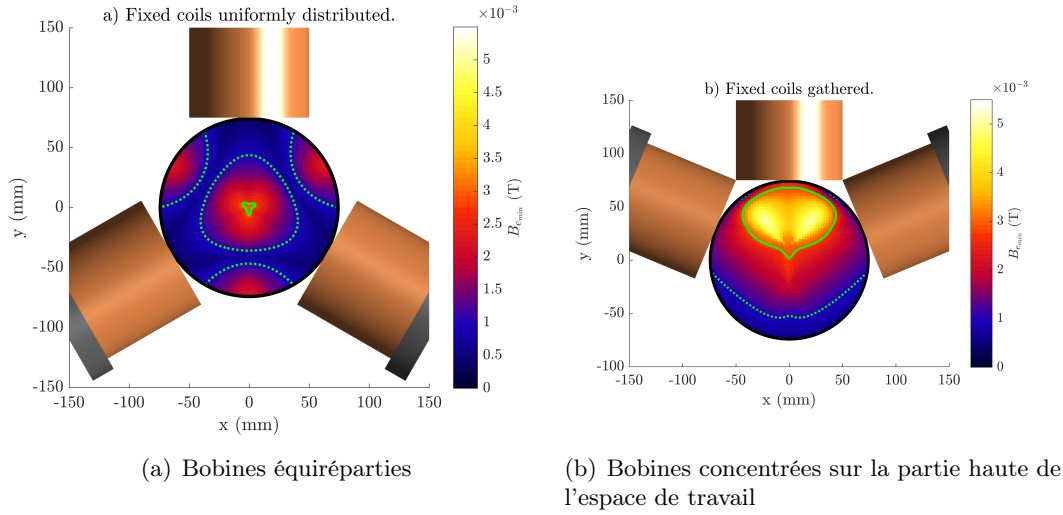 a) Fixed coils uniformly distributed.
×10⁻³
150
100
50
0
-50
-100
-150
y (mm)
-150 -100 -50 0 50 100 150
x (mm)
5
4.5
4
3.5
3
2.5
2
1.5
1
0.5
0
B_{e_{min}} (T)
b) Fixed coils gathered.
×10⁻³
150
100
50
0
-50
-100
y (mm)
-150 -100 -50 0 50 100 150
x (mm)
5
4
3
2
1
0
B_{e_{min}} (T)
(a) Bobines équiréparties
(b) Bobines concentrées sur la partie haute de
l'espace de travail